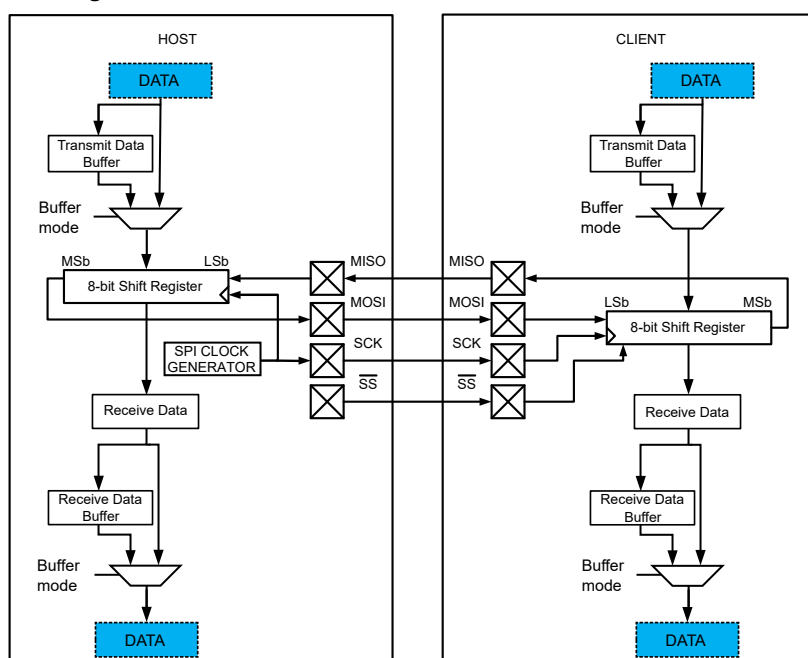 HOST
DATA
Transmit Data
Buffer
Buffer
mode
MSb
LSb
8-bit Shift Register
SPI CLOCK
GENERATOR
Receive Data
Receive Data
Buffer
Buffer
mode
DATA
MISO
MOSI
SCK
SS
CLIENT
DATA
Transmit Data
Buffer
Buffer
mode
MISO
MOSI
SCK
SS
LSb
MSb
8-bit Shift Register
Receive Data
Receive Data
Buffer
Buffer
mode
DATA